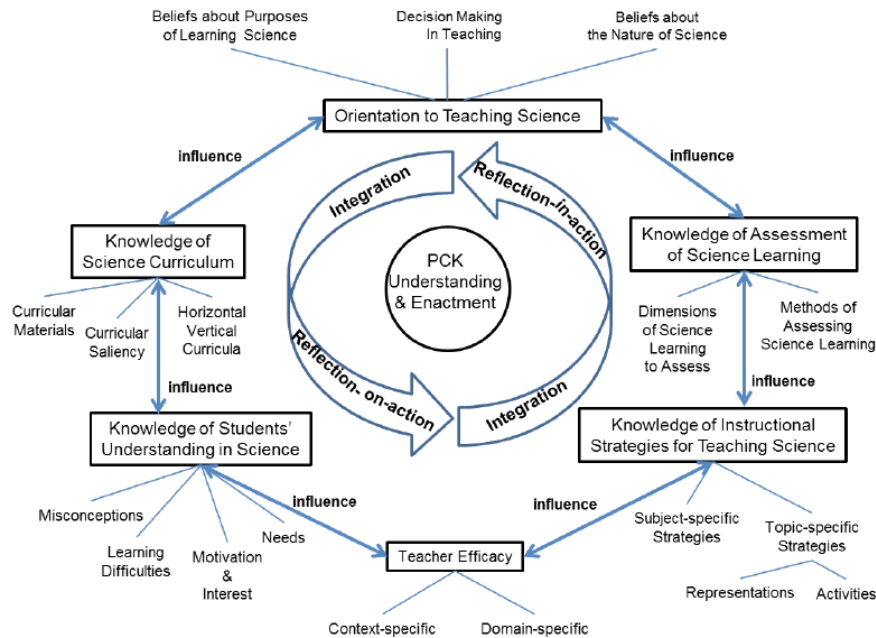 Beliefs about Purposes
of Learning Science
Decision Making
In Teaching
Beliefs about
the Nature of Science
Orientation to Teaching Science
influence
influence
Integration
Reflection-in-action
Knowledge of
Science Curriculum
PCK
Understanding
& Enactment
Knowledge of Assessment
of Science Learning
Curricular
Materials
Curricular
Saliency
Horizontal
Vertical
Curricula
Dimensions
of Science
Learning
to Assess
Methods of
Assessing
Science Learning
influence
influence
Reflection- on-action
Integration
Knowledge of Students'
Understanding in Science
Knowledge of Instructional
Strategies for Teaching Science
influence
influence
Misconceptions
Learning
Difficulties
Motivation
&
Interest
Needs
Teacher Efficacy
Subject-specific
Strategies
Topic-specific
Strategies
Representations
Activities
Context-specific
Domain-specific